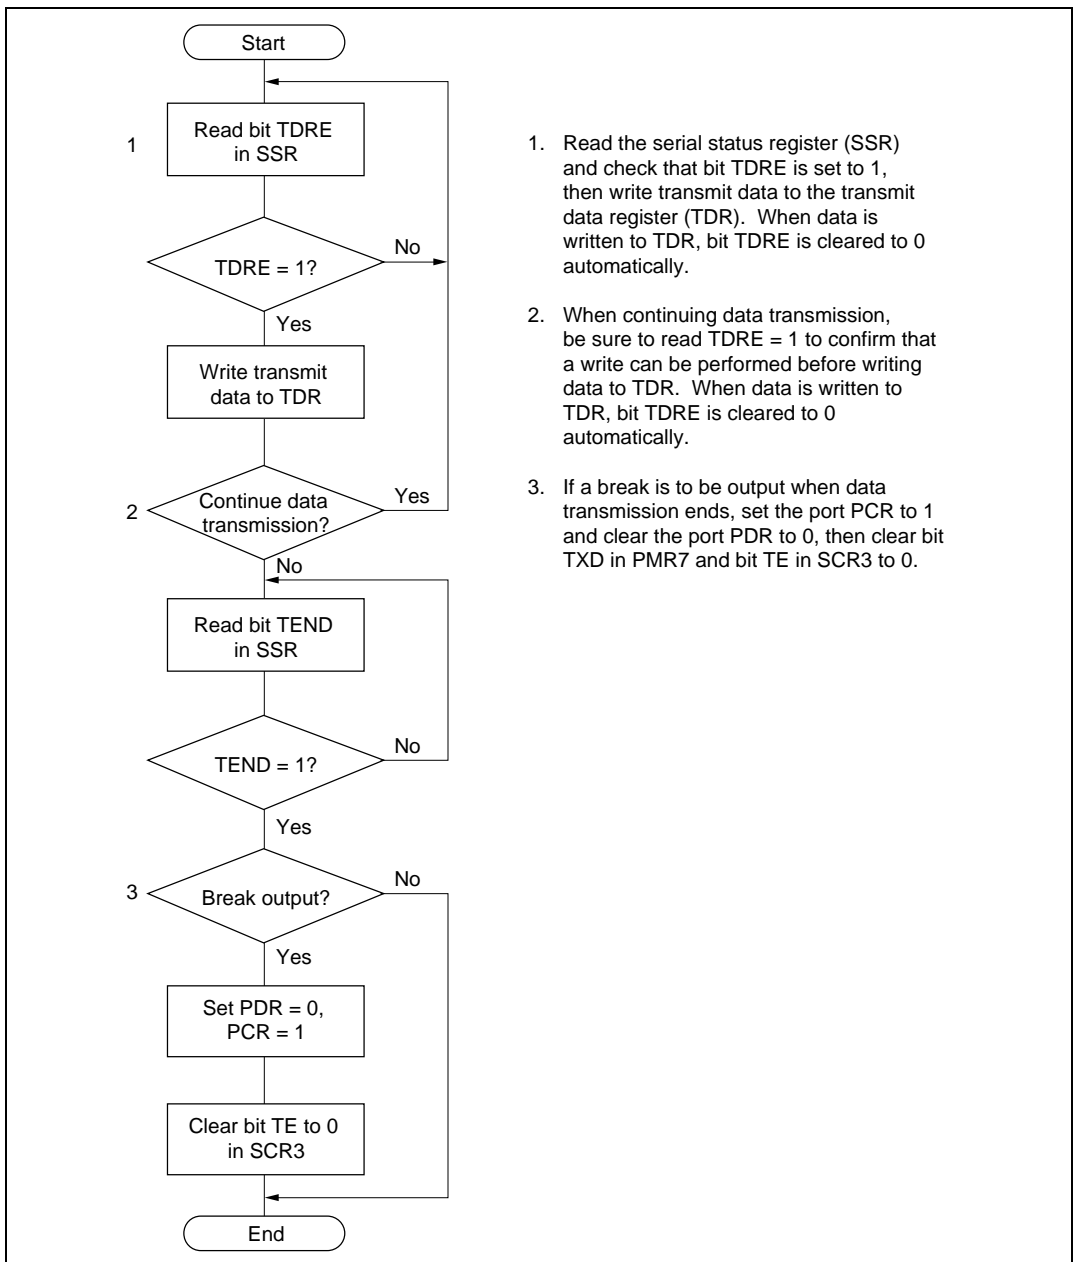 Start
1
Read bit TDRE
in SSR
TDRE = 1?
No
Yes
Write transmit
data to TDR
2
Continue data
transmission?
Yes
No
Read bit TEND
in SSR
TEND = 1?
No
Yes
3
Break output?
No
Yes
Set PDR = 0,
PCR = 1
Clear bit TE to 0
in SCR3
End
1. Read the serial status register (SSR)
and check that bit TDRE is set to 1,
then write transmit data to the transmit
data register (TDR). When data is
written to TDR, bit TDRE is cleared to 0
automatically.
2. When continuing data transmission,
be sure to read TDRE = 1 to confirm that
a write can be performed before writing
data to TDR. When data is written to
TDR, bit TDRE is cleared to 0
automatically.
3. If a break is to be output when data
transmission ends, set the port PCR to 1
and clear the port PDR to 0, then clear bit
TXD in PMR7 and bit TE in SCR3 to 0.